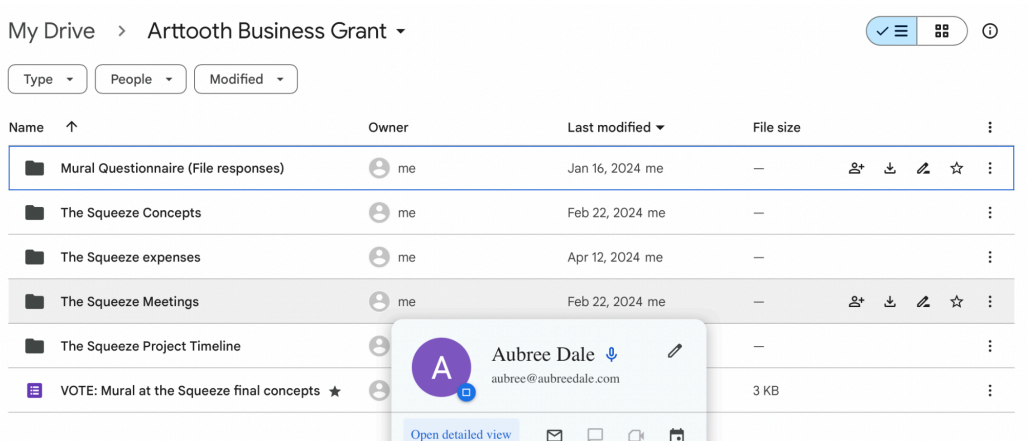 My Drive > Arttooth Business Grant
Type People Modified
Name Owner Last modified File size
Mural Questionnaire (File responses) me Jan 16, 2024 me —
The Squeeze Concepts me Feb 22, 2024 me —
The Squeeze expenses me Apr 12, 2024 me —
The Squeeze Meetings me Feb 22, 2024 me —
The Squeeze Project Timeline —
VOTE: Mural at the Squeeze final concepts 3 KB
A
Aubree Dale
aubree@aubreedale.com
Open detailed view